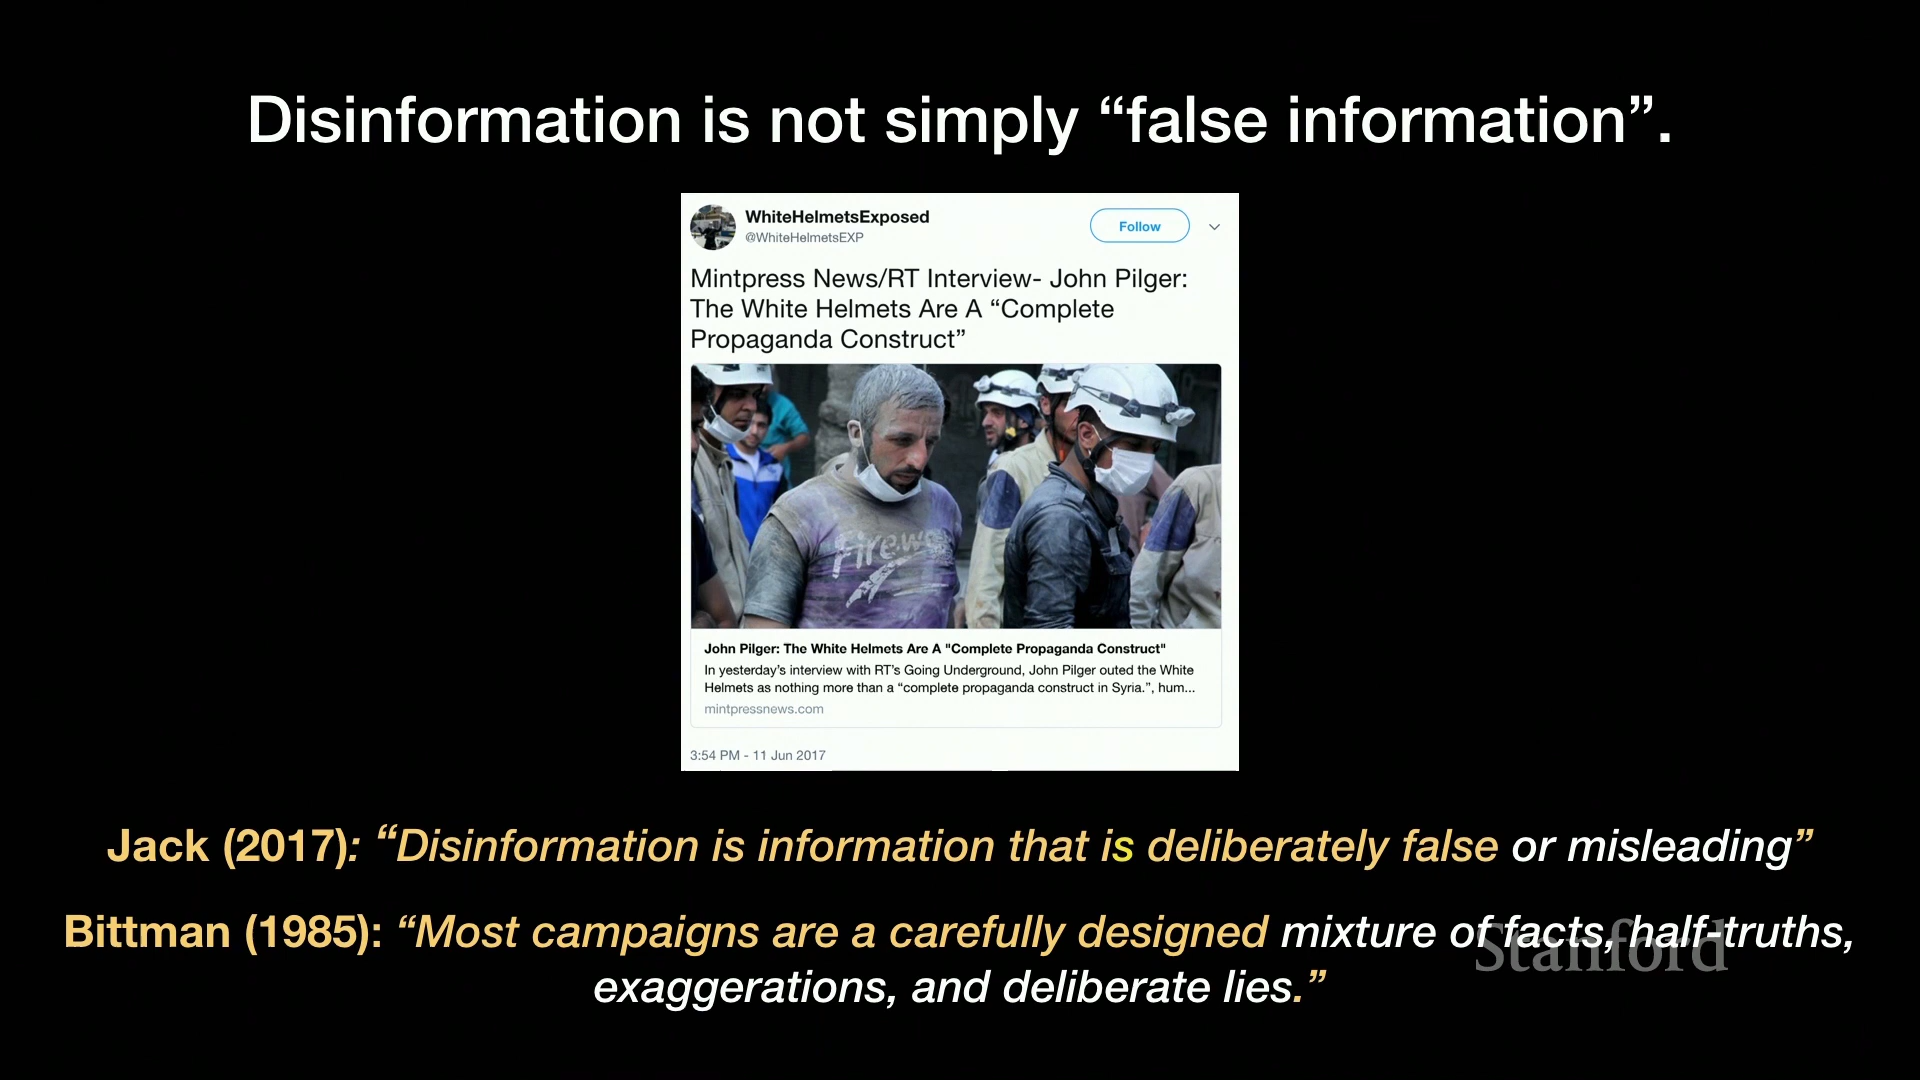 Disinformation is not simply “false information”.
WhiteHelmetsExposed
@WhiteHelmetsEXP
Follow
Mintpress News/RT Interview- John Pilger:
The White Helmets Are A “Complete
Propaganda Construct”
Firew
John Pilger: The White Helmets Are A "Complete Propaganda Construct"
In yesterday’s interview with RT’s Going Underground, John Pilger outed the White
Helmets as nothing more than a “complete propaganda construct in Syria.”, hum...
mintpressnews.com
3:54 PM - 11 Jun 2017
Jack (2017): “Disinformation is information that is deliberately false or misleading”
Bittman (1985): “Most campaigns are a carefully designed mixture of facts, half-truths,
exaggerations, and deliberate lies.”
Stanford